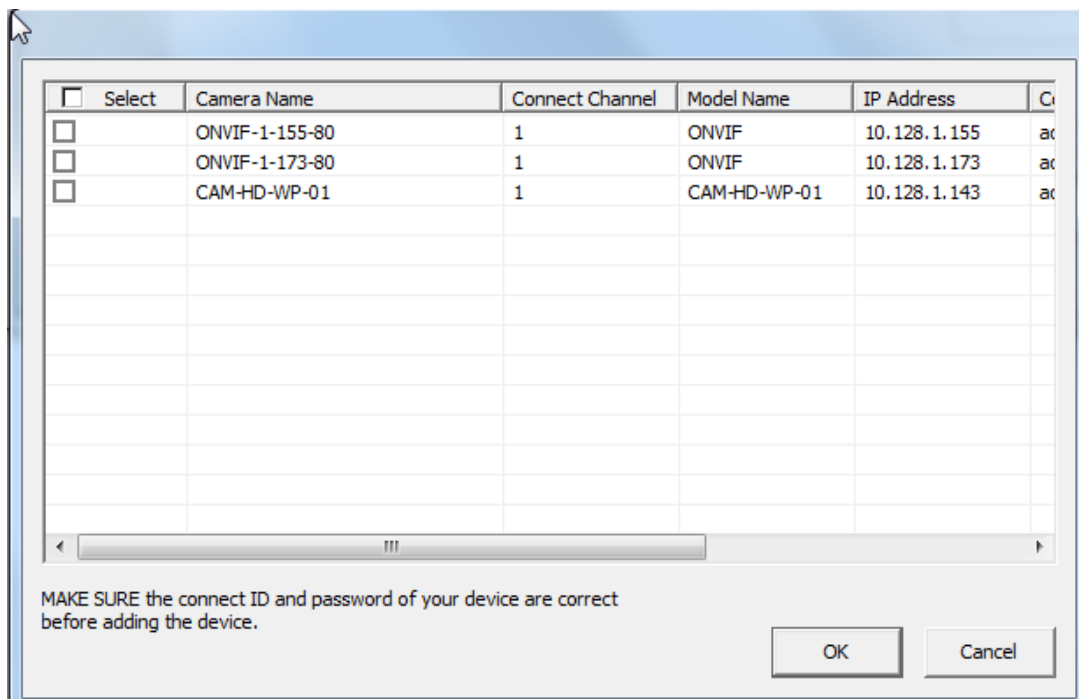 Select Camera Name Connect Channel Model Name IP Address
ONVIF-1-155-80 1 ONVIF 10.128.1.155
ONVIF-1-173-80 1 ONVIF 10.128.1.173
CAM-HD-WP-01 1 CAM-HD-WP-01 10.128.1.143
MAKE SURE the connect ID and password of your device are correct
before adding the device.
OK Cancel